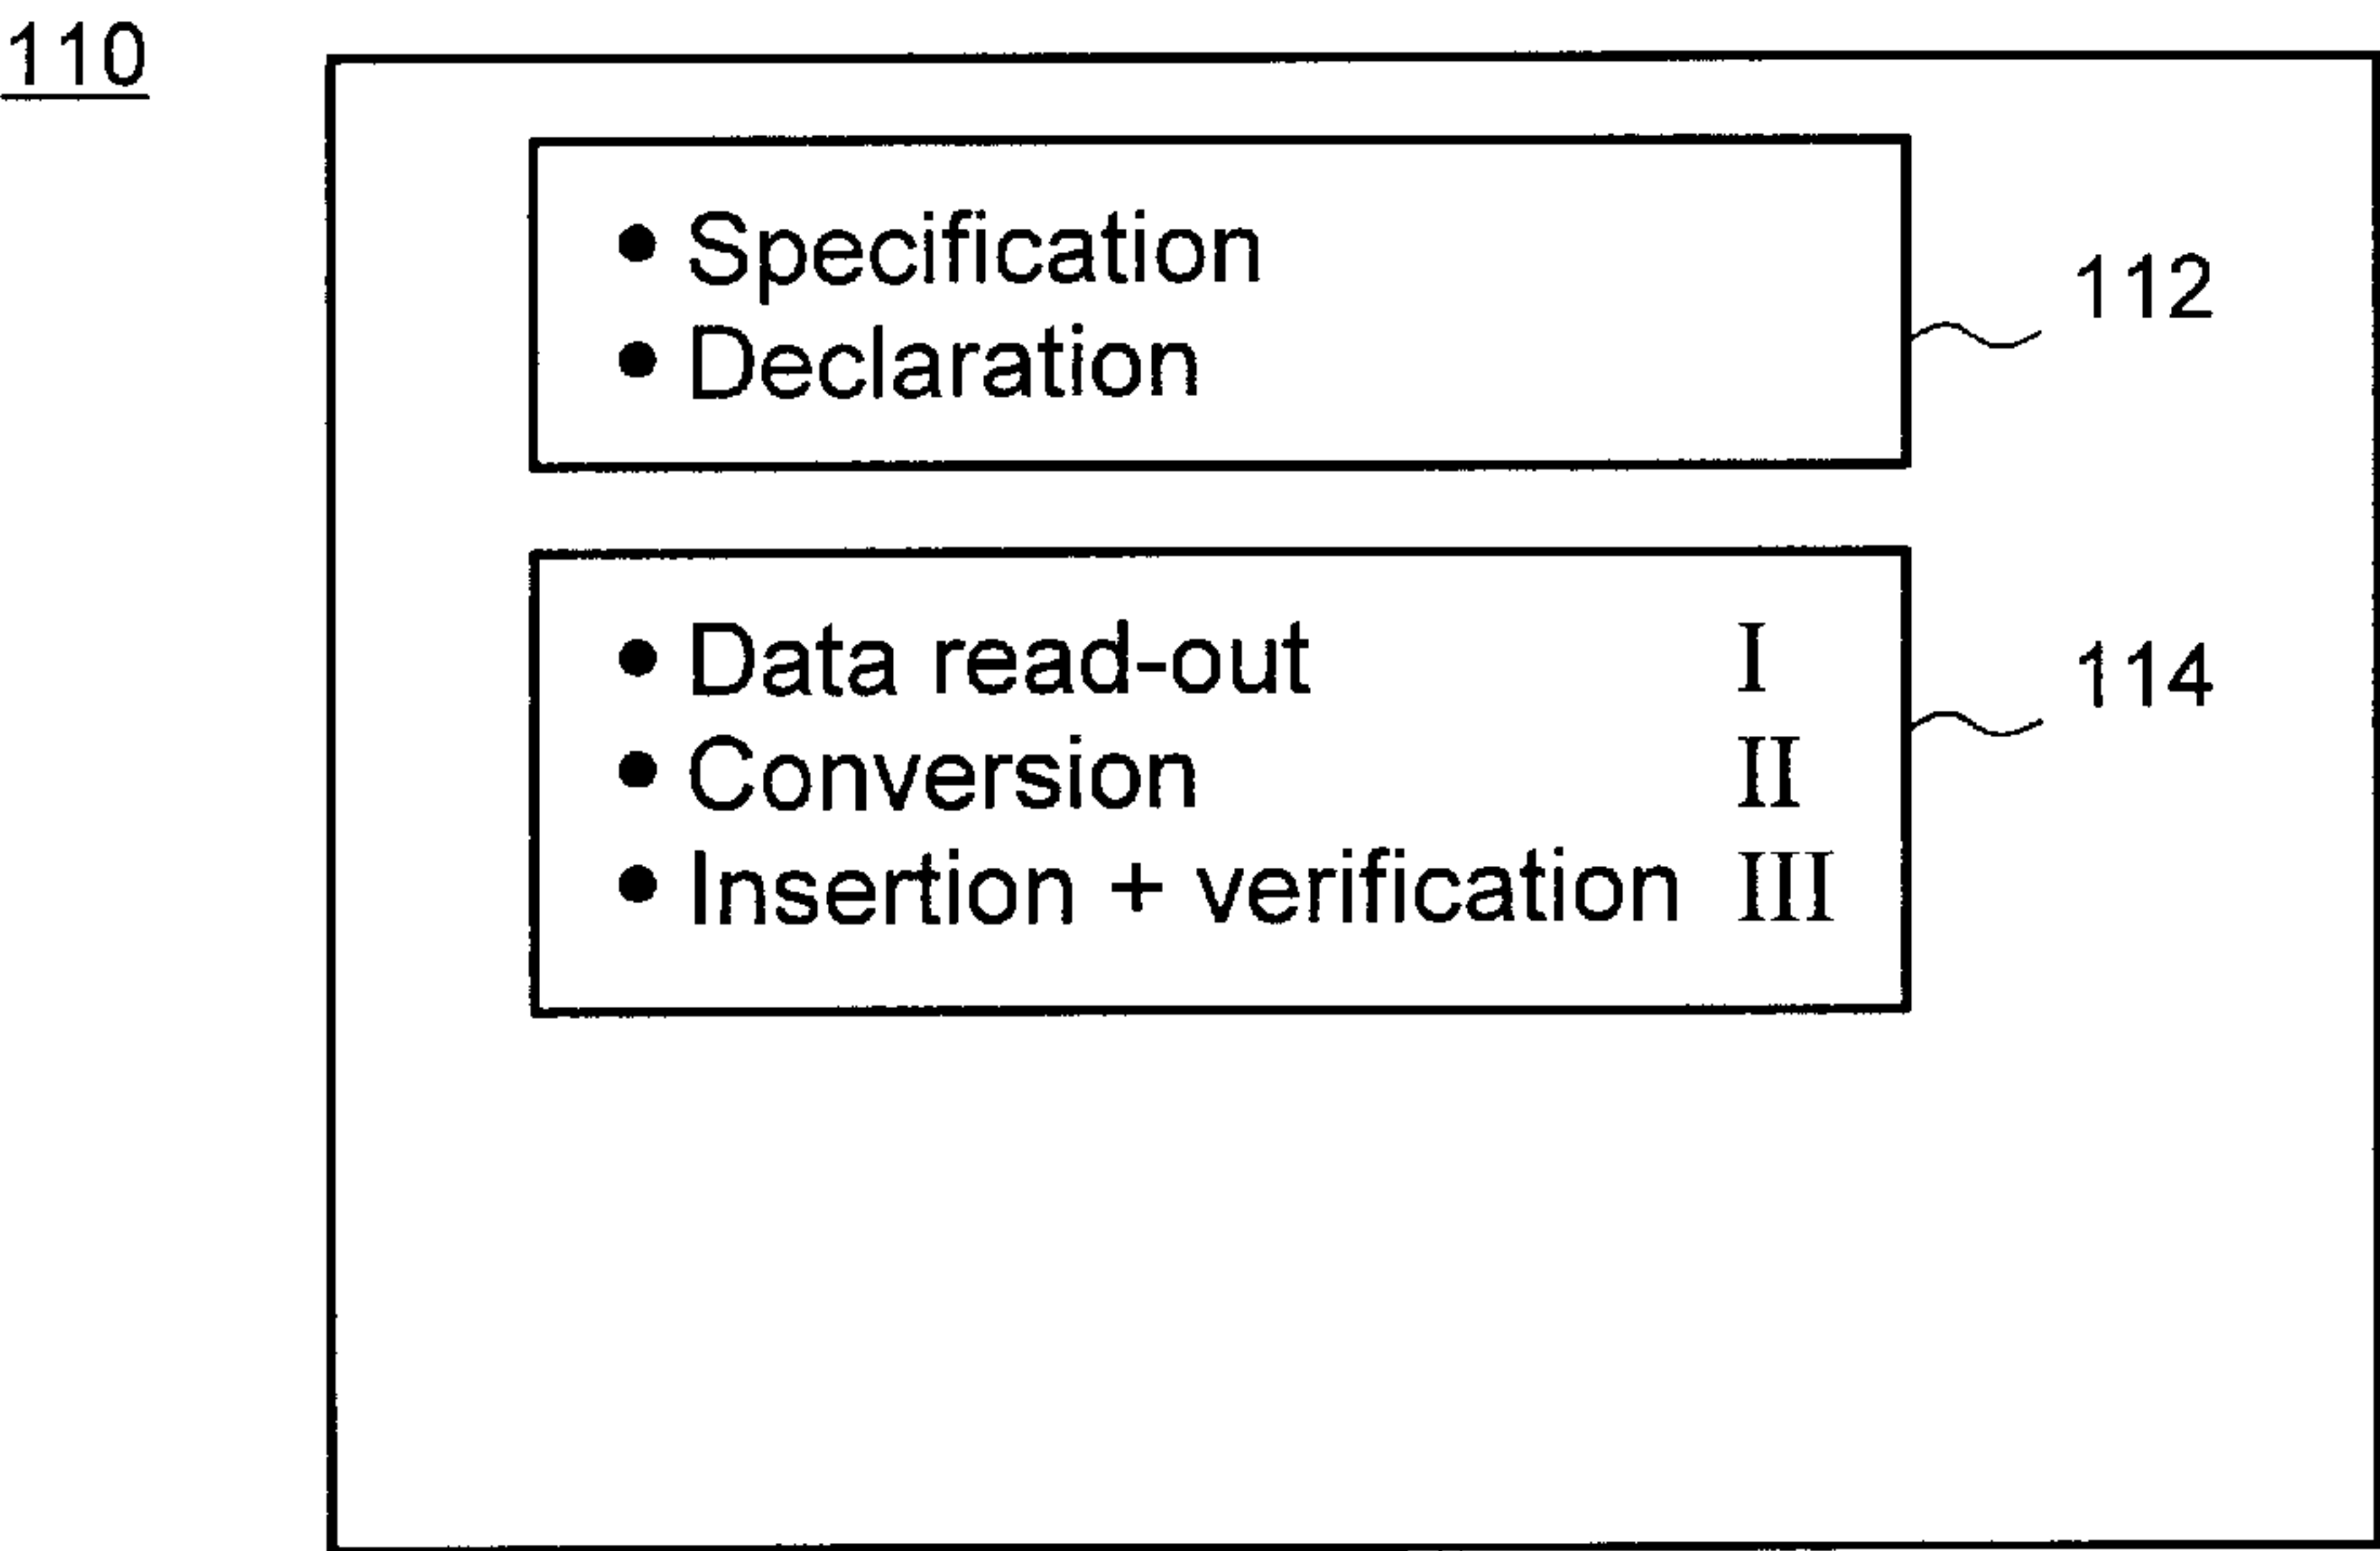 110
• Specification
• Declaration
112
• Data read-out I
• Conversion II
• Insertion + verification III
114